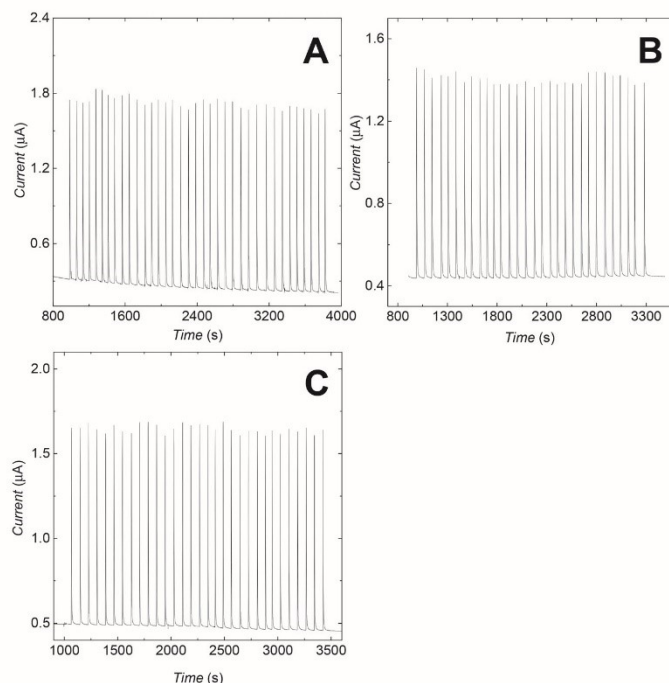 A
Current (µA)
2.4
1.8
1.2
0.6
800 1600 2400 3200 4000
Time (s)
B
Current (µA)
1.6
1.2
0.8
0.4
800 1300 1800 2300 2800 3300
Time (s)
C
Current (µA)
2.0
1.5
1.0
0.5
1000 1500 2000 2500 3000 3500
Time (s)